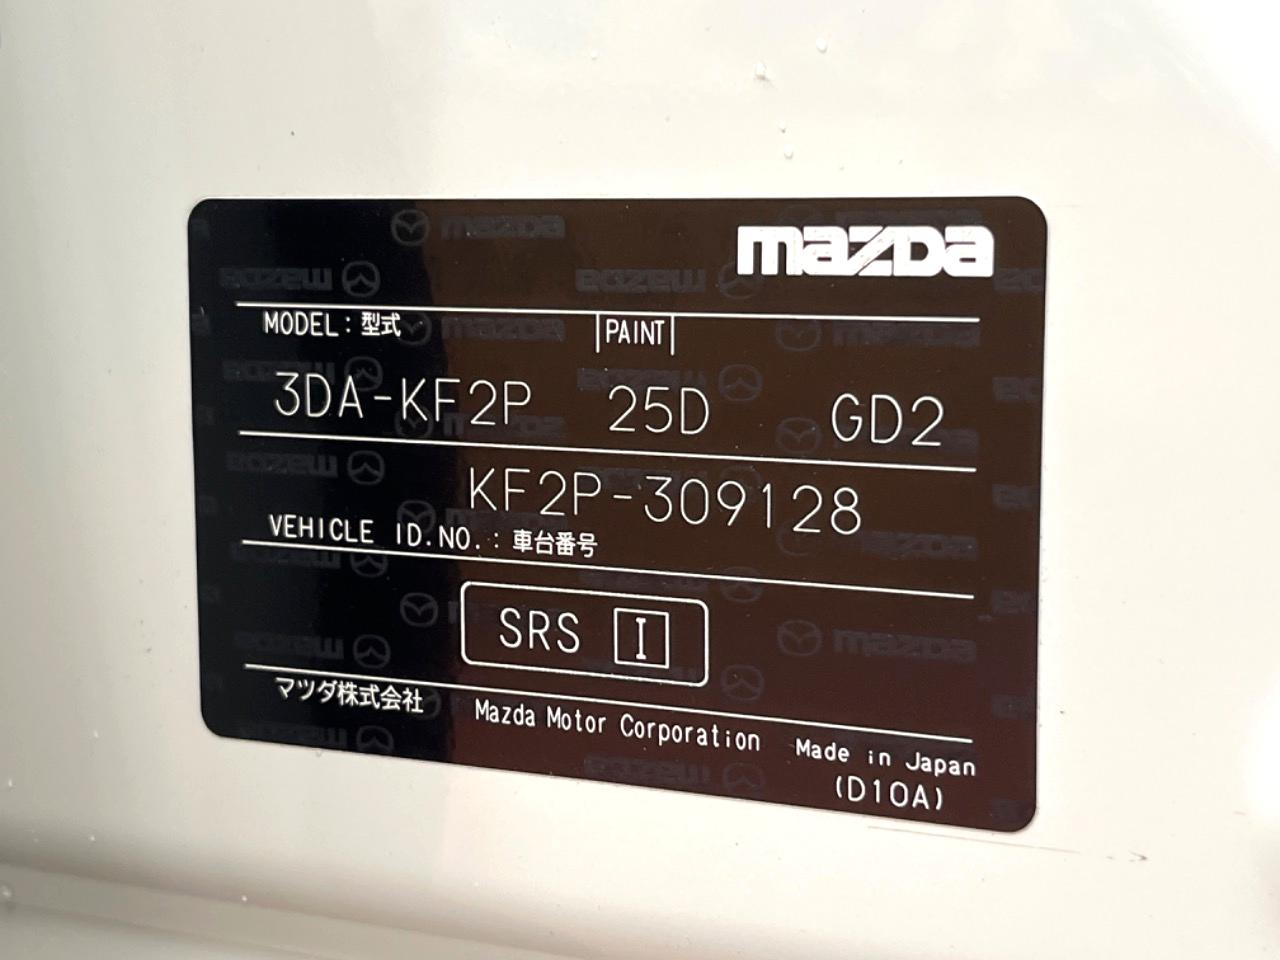 mazda
MODEL：型式 PAINT
3DA-KF2P 25D GD2
KF2P-309128
VEHICLE ID.NO.：車台番号
SRS I
マツダ株式会社 Mazda Motor Corporation Made in Japan
(D10A)